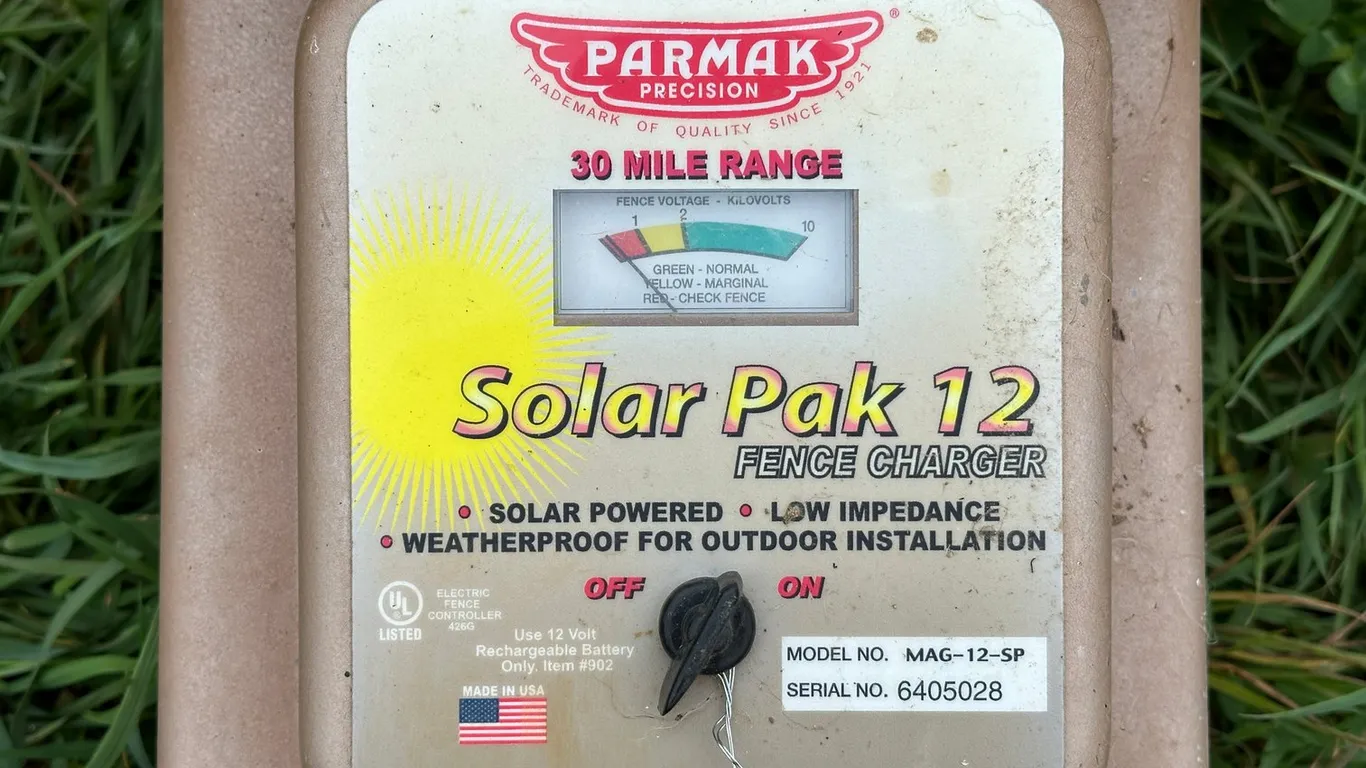 PARMAK
®
PRECISION
TRADEMARK OF QUALITY SINCE 1921
30 MILE RANGE
FENCE VOLTAGE - KILOVOLTS
1 2 10
GREEN - NORMAL
YELLOW - MARGINAL
RED - CHECK FENCE
Solar Pak 12
FENCE CHARGER
• SOLAR POWERED • LOW IMPEDANCE
• WEATHERPROOF FOR OUTDOOR INSTALLATION
OFF ON
UL
LISTED
ELECTRIC
FENCE
CONTROLLER
426G
Use 12 Volt
Rechargeable Battery
Only. Item #902
MADE IN USA
MODEL NO. MAG-12-SP
SERIAL NO. 6405028